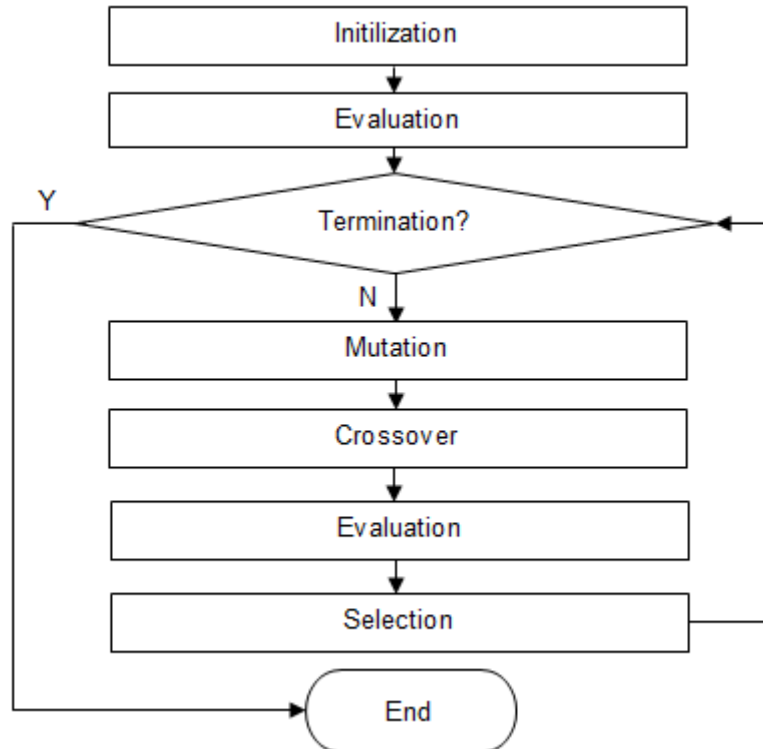 Initilization
Evaluation
Y
Termination?
N
Mutation
Crossover
Evaluation
Selection
End